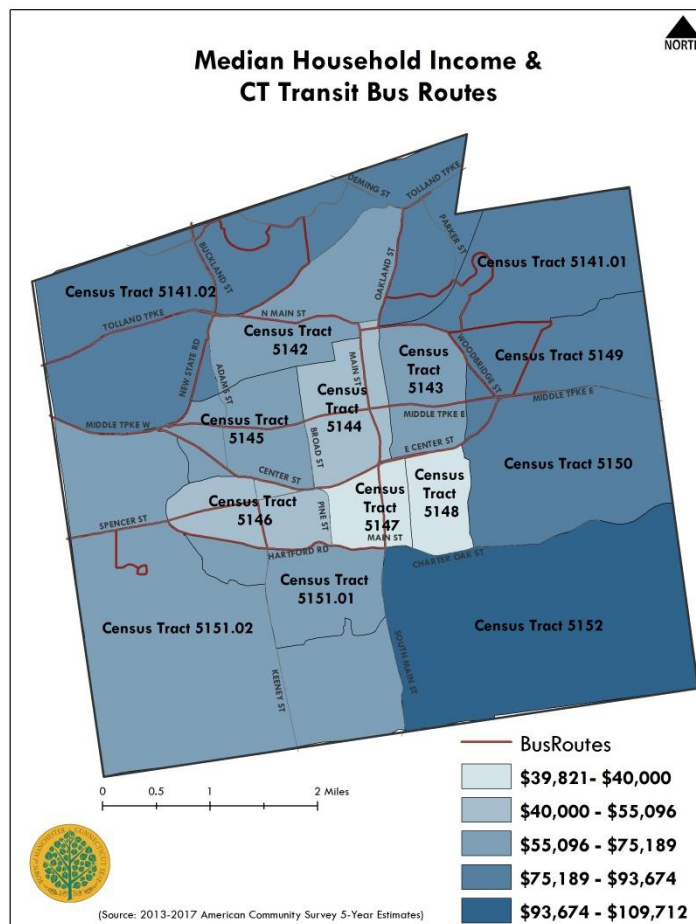 NORTH
Median Household Income &
CT Transit Bus Routes
DEMING ST
TOLLAND TPKE
BUCKLAND ST
OAKLAND ST
PARKER ST
Census Tract 5141.02
Census Tract 5141.01
TOLLAND TPKE
N MAIN ST
Census Tract
5142
NEW STATE RD
ADAMS ST
MAIN ST
Census
Tract
5143
WOODBRIDGE ST
Census Tract 5149
Census
Tract
5144
MIDDLE TPKE W
MIDDLE TPKE E
MIDDLE TPKE E
Census Tract
5145
BROAD ST
CENTER ST
E CENTER ST
Census Tract 5150
Census Tract
5146
PINE ST
Census
Tract
5147
Census
Tract
5148
SPENCER ST
MAIN ST
HARTFORD RD
CHARTER OAK ST
Census Tract
5151.01
Census Tract 5151.02
Census Tract 5152
KEENEY ST
SOUTH MAIN ST
BusRoutes
$39,821- $40,000
$40,000 - $55,096
$55,096 - $75,189
$75,189 - $93,674
$93,674 - $109,712
0 0.5 1 2 Miles
TOWN OF MANCHESTER CONNECTICUT
(Source: 2013-2017 American Community Survey 5-Year Estimates)